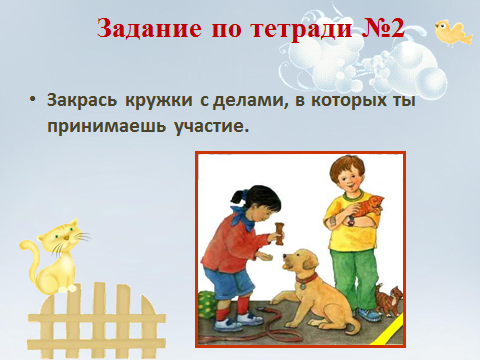 Задание по тетради №2
• Закрась кружки с делами, в которых ты
принимаешь участие.